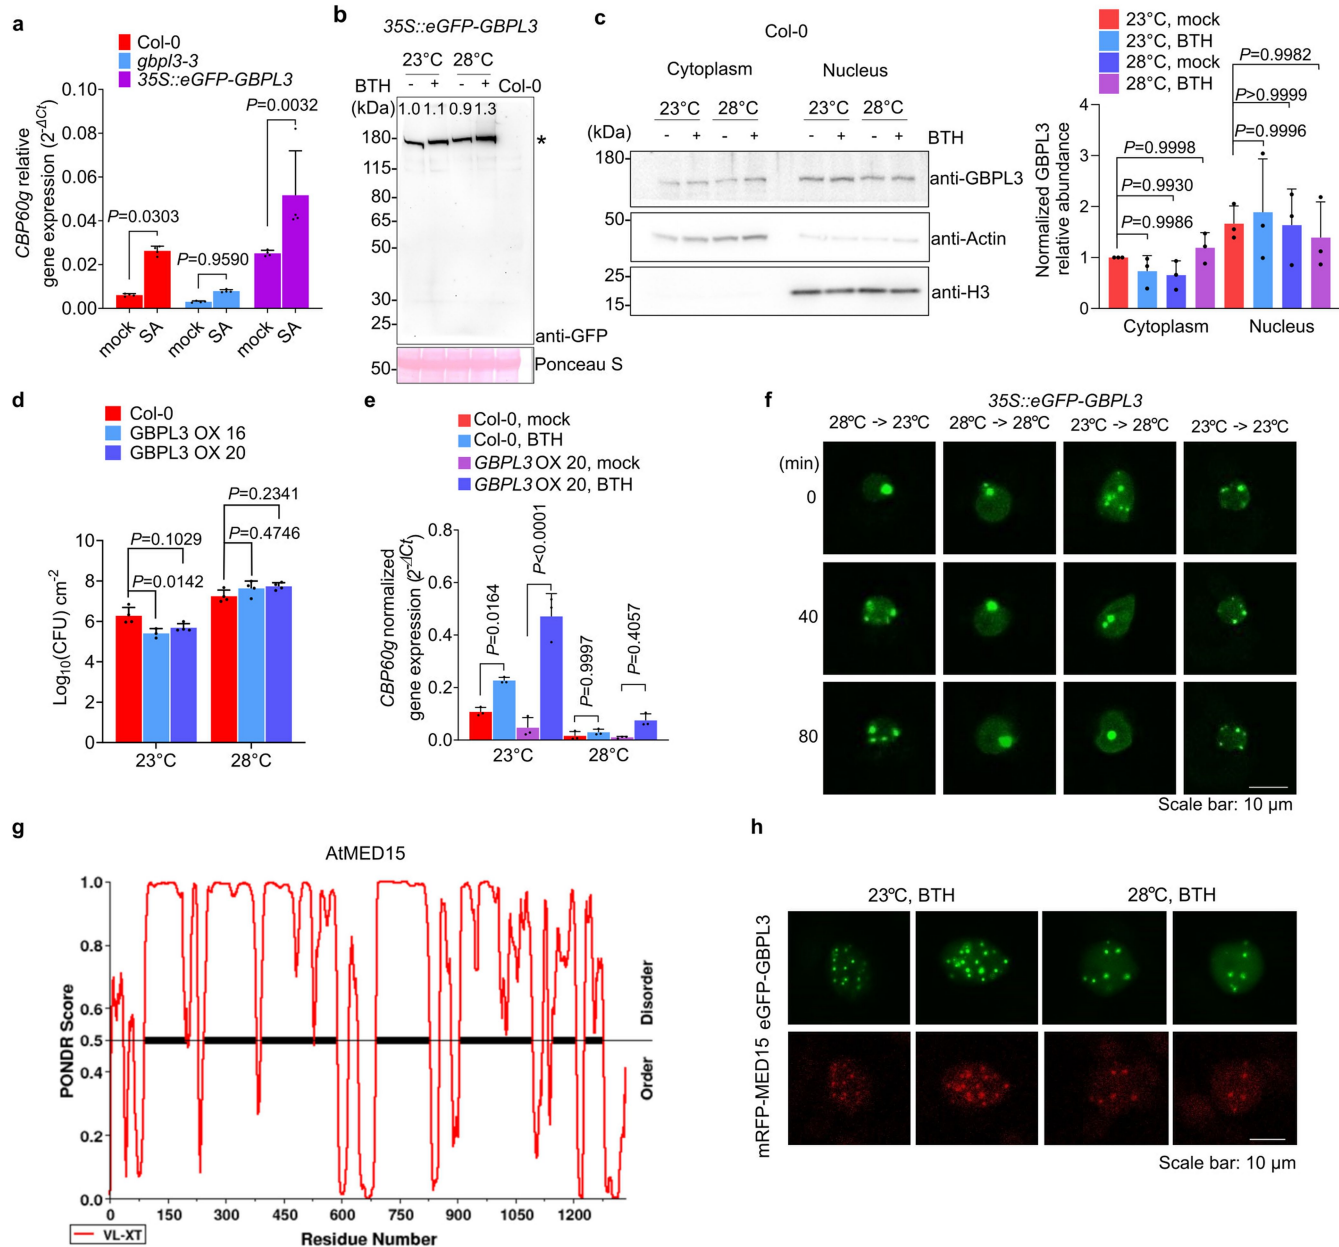 a
Col-0
gbpl3-3
35S::eGFP-GBPL3
CBP60g relative
gene expression (2-ΔCt)
0.10
0.08
0.06
0.04
0.02
0.00
P=0.0303
P=0.9590
P=0.0032
mock
SA
mock
SA
mock
SA
b
35S::eGFP-GBPL3
23°C 28°C
BTH - + - + Col-0
(kDa) 1.0 1.1 0.9 1.3
180
115
80
65
50
30
25
*
anti-GFP
50
Ponceau S
c
Col-0
Cytoplasm Nucleus
23°C 28°C 23°C 28°C
(kDa) - + - + - + - + BTH
180
anti-GBPL3
50
40
anti-Actin
25
15
anti-H3
23°C, mock
23°C, BTH
28°C, mock
28°C, BTH
Normalized GBPL3
relative abundance
4
3
2
1
0
P=0.9982
P>0.9999
P=0.9996
P=0.9998
P=0.9930
P=0.9986
Cytoplasm Nucleus
d
Col-0
GBPL3 OX 16
GBPL3 OX 20
Log10(CFU) cm-2
10
8
6
4
2
0
P=0.2341
P=0.4746
P=0.1029
P=0.0142
23°C 28°C
e
Col-0, mock
Col-0, BTH
GBPL3 OX 20, mock
GBPL3 OX 20, BTH
CBP60g normalized
gene expression (2-ΔCt)
0.8
0.6
0.4
0.2
0.0
P=0.0164
P<0.0001
P=0.9997
P=0.4057
23°C 28°C
f
35S::eGFP-GBPL3
28ºC -> 23ºC 28ºC -> 28ºC 23ºC -> 28ºC 23ºC -> 23ºC
(min)
0
40
80
Scale bar: 10 µm
g
AtMED15
PONDR Score
1.0
0.8
0.6
0.5
0.4
0.2
0.0
Disorder
Order
0 150 300 450 600 750 900 1050 1200
VL-XT
Residue Number
h
23ºC, BTH 28ºC, BTH
eGFP-GBPL3
mRFP-MED15
Scale bar: 10 µm